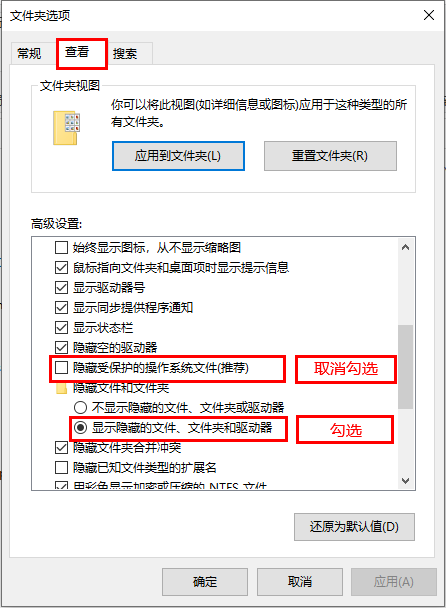 文件夹选项
常规
查看
搜索
文件夹视图
你可以将此视图(如详细信息或图标)应用于这种类型的所
有文件夹。
应用到文件夹(L)
重置文件夹(R)
高级设置:
始终显示图标，从不显示缩略图
鼠标指向文件夹和桌面项时显示提示信息
显示驱动器号
显示同步提供程序通知
显示状态栏
隐藏空的驱动器
隐藏受保护的操作系统文件(推荐)
取消勾选
隐藏文件和文件夹
不显示隐藏的文件、文件夹或驱动器
显示隐藏的文件、文件夹和驱动器
勾选
隐藏文件夹合并冲突
隐藏已知文件类型的扩展名
用彩色显示加密或压缩的 NTFS 文件
还原为默认值(D)
确定
取消
应用(A)